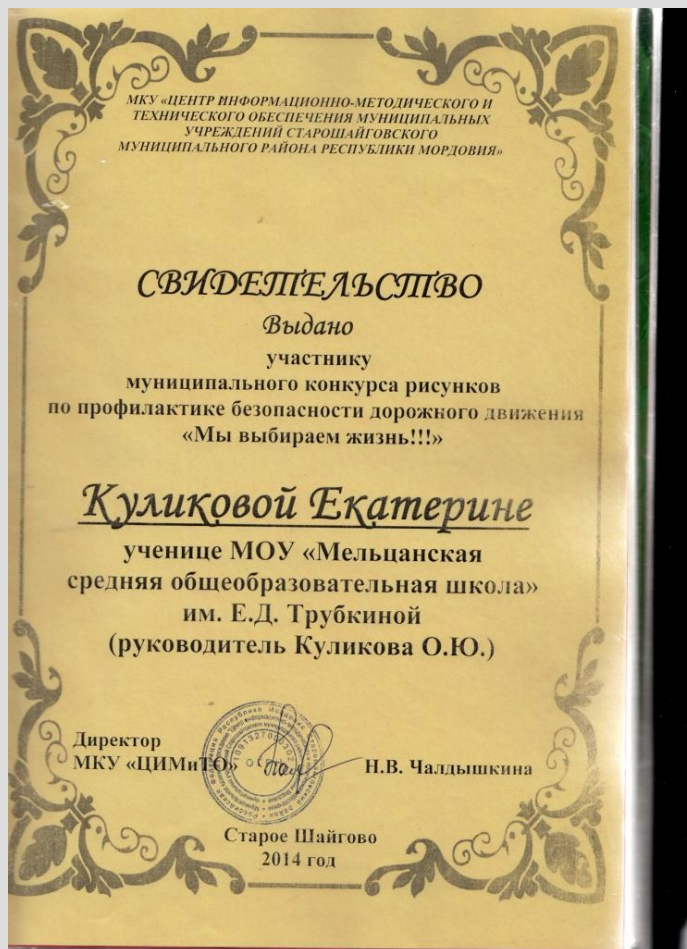 МКУ «ЦЕНТР ИНФОРМАЦИОННО-МЕТОДИЧЕСКОГО И
ТЕХНИЧЕСКОГО ОБЕСПЕЧЕНИЯ МУНИЦИПАЛЬНЫХ
УЧРЕЖДЕНИЙ СТАРОШАЙГОВСКОГО
МУНИЦИПАЛЬНОГО РАЙОНА РЕСПУБЛИКИ МОРДОВИЯ»
СВИДЕТЕЛЬСТВО
Выдано
участнику
муниципального конкурса рисунков
по профилактике безопасности дорожного движения
«Мы выбираем жизнь!!!»
Куликовой Екатерине
ученице МОУ «Мельцанская
средняя общеобразовательная школа»
им. Е.Д. Трубкиной
(руководитель Куликова О.Ю.)
Директор
МКУ «ЦИМиТО»
Н.В. Чалдышкина
Старое Шайгово
2014 год